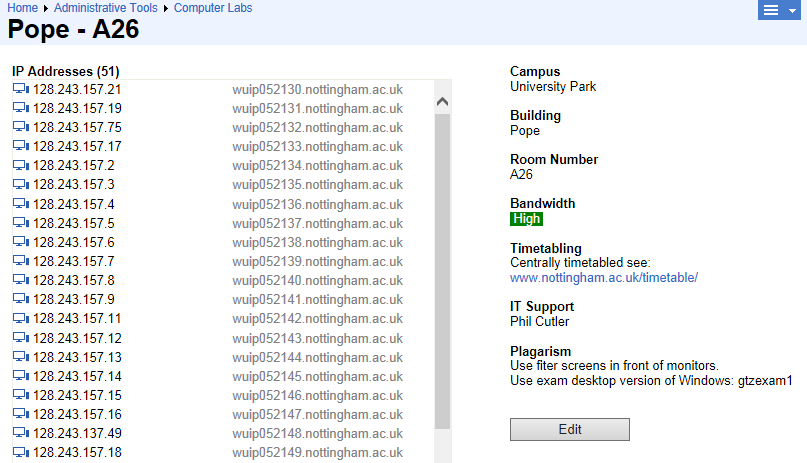 Home Administrative Tools Computer Labs
Pope - A26
IP Addresses (51)
128.243.157.21 wuip052130.nottingham.ac.uk
128.243.157.19 wuip052131.nottingham.ac.uk
128.243.157.75 wuip052132.nottingham.ac.uk
128.243.157.17 wuip052133.nottingham.ac.uk
128.243.157.2 wuip052134.nottingham.ac.uk
128.243.157.3 wuip052135.nottingham.ac.uk
128.243.157.4 wuip052136.nottingham.ac.uk
128.243.157.5 wuip052137.nottingham.ac.uk
128.243.157.6 wuip052138.nottingham.ac.uk
128.243.157.7 wuip052139.nottingham.ac.uk
128.243.157.8 wuip052140.nottingham.ac.uk
128.243.157.9 wuip052141.nottingham.ac.uk
128.243.157.11 wuip052142.nottingham.ac.uk
128.243.157.12 wuip052143.nottingham.ac.uk
128.243.157.13 wuip052144.nottingham.ac.uk
128.243.157.14 wuip052145.nottingham.ac.uk
128.243.157.15 wuip052146.nottingham.ac.uk
128.243.157.16 wuip052147.nottingham.ac.uk
128.243.137.49 wuip052148.nottingham.ac.uk
128.243.157.18 wuip052149.nottingham.ac.uk
Campus
University Park
Building
Pope
Room Number
A26
Bandwidth
High
Timetabling
Centrally timetabled see:
www.nottingham.ac.uk/timetable/
IT Support
Phil Cutler
Plagarism
Use fiter screens in front of monitors.
Use exam desktop version of Windows: gtzexam1
Edit